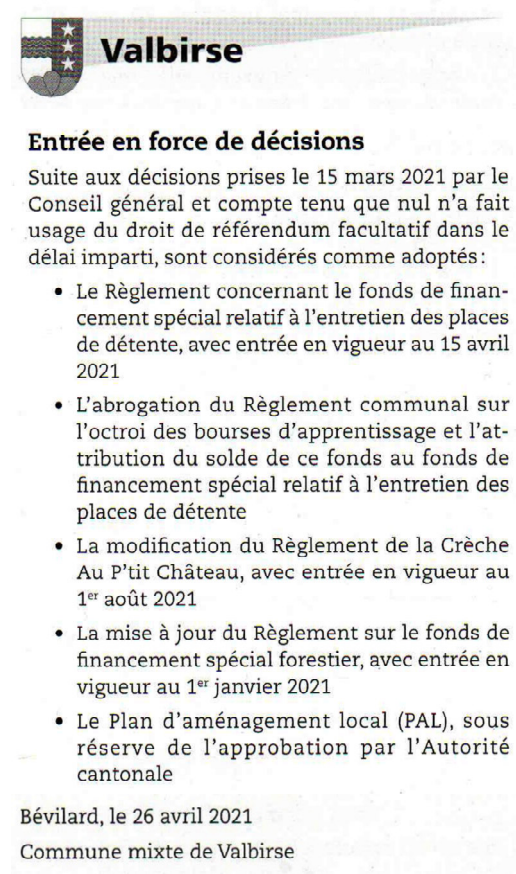 Valbirse
Entrée en force de décisions
Suite aux décisions prises le 15 mars 2021 par le
Conseil général et compte tenu que nul n'a fait
usage du droit de référendum facultatif dans le
délai imparti, sont considérés comme adoptés :
• Le Règlement concernant le fonds de finan-
cement spécial relatif à l'entretien des places
de détente, avec entrée en vigueur au 15 avril
2021
• L'abrogation du Règlement communal sur
l'octroi des bourses d'apprentissage et l'at-
tribution du solde de ce fonds au fonds de
financement spécial relatif à l'entretien des
places de détente
• La modification du Règlement de la Crèche
Au P'tit Château, avec entrée en vigueur au
1er août 2021
• La mise à jour du Règlement sur le fonds de
financement spécial forestier, avec entrée en
vigueur au 1er janvier 2021
• Le Plan d'aménagement local (PAL), sous
réserve de l'approbation par l'Autorité
cantonale
Bévilard, le 26 avril 2021
Commune mixte de Valbirse